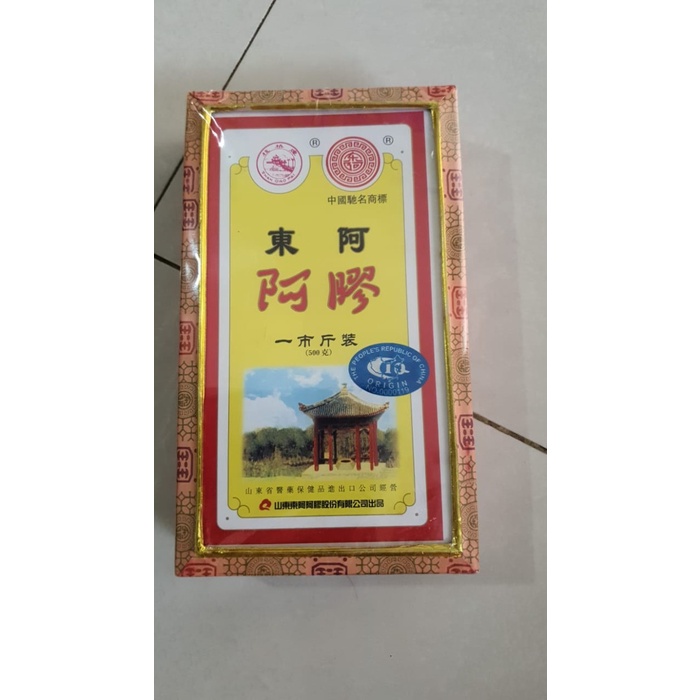 ® ®
中國馳名商標
東阿
阿膠
一市斤裝
(500克)
THE PEOPLE'S REPUBLIC OF CHINA
ORIGIN
山東省醫藥保健品進出口公司經營
山東東阿阿膠股份有限公司出品